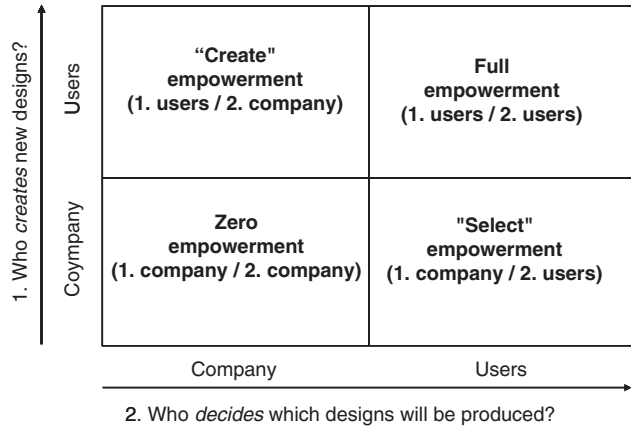 1. Who creates new designs?
Users
Coympany
“Create"
empowerment
(1. users / 2. company)
Full
empowerment
(1. users / 2. users)
Zero
empowerment
(1. company / 2. company)
"Select"
empowerment
(1. company / 2. users)
Company
Users
2. Who decides which designs will be produced?